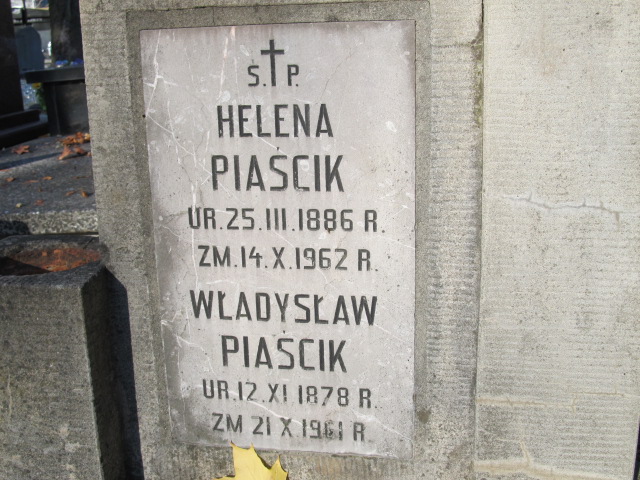 Ś.P.
HELENA
PIAŚCIK
UR.25.III.1886 R.
ZM.14.X.1962 R.
WŁADYSŁAW
PIAŚCIK
UR.12.XI 1878 R.
ZM 21 X 1961 R.